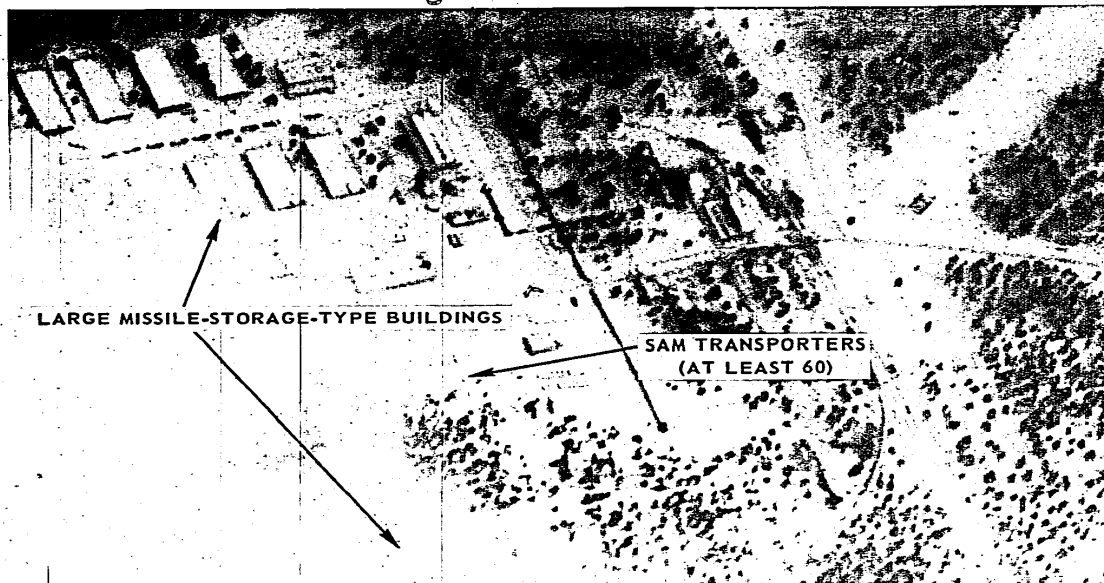 LARGE MISSILE-STORAGE-TYPE BUILDINGS
SAM TRANSPORTERS
(AT LEAST 60)